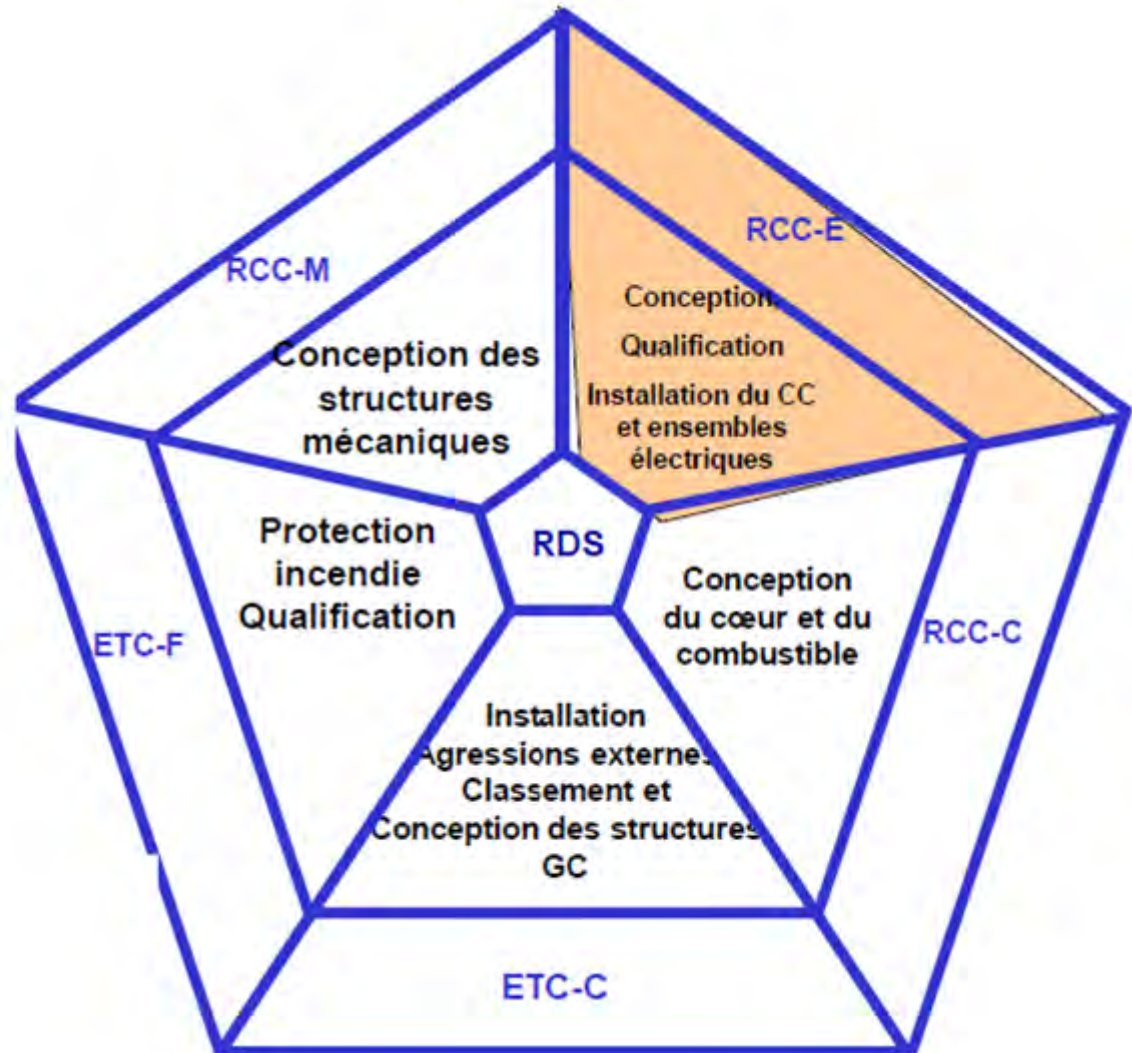 RCC-M
RCC-E
Conception des
structures
mécaniques
Conception,
Qualification
Installation du CC
et ensembles
électriques
Protection
incendie
Qualification
RDS
Conception
du cœur et du
combustible
ETC-F
RCC-C
Installation
Agressions externes
Classement et
Conception des structures
GC
ETC-C